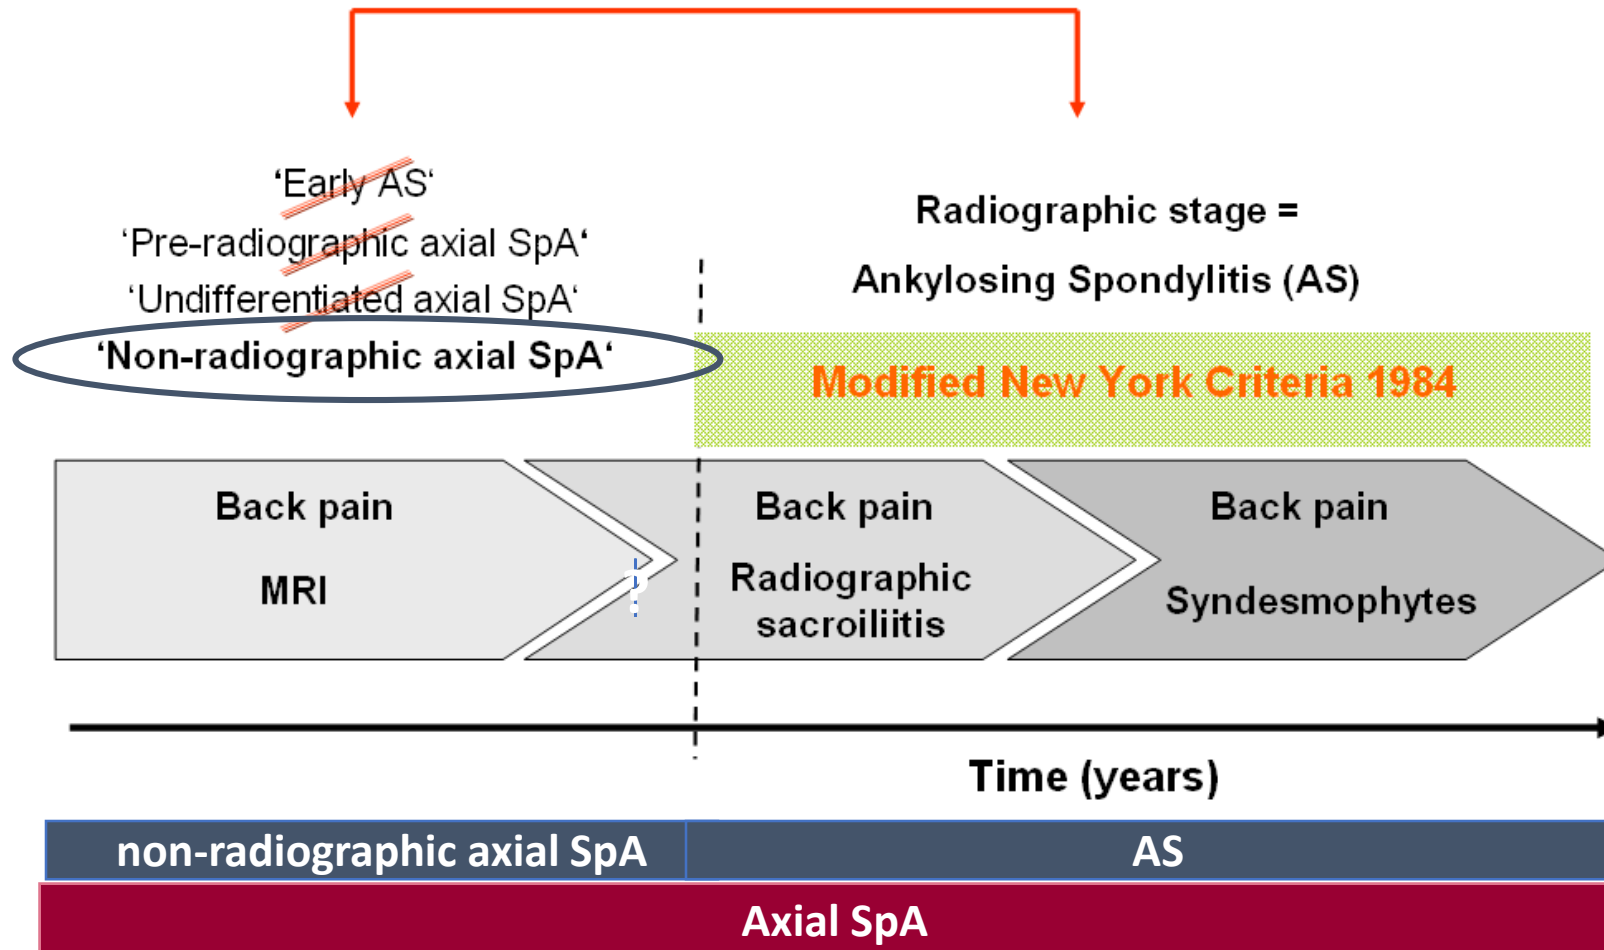 ‘Early AS‘
‘Pre-radiographic axial SpA‘
‘Undifferentiated axial SpA‘
‘Non-radiographic axial SpA‘
Radiographic stage =
Ankylosing Spondylitis (AS)
Modified New York Criteria 1984
Back pain
MRI
?
Back pain
Radiographic
sacroiliitis
Back pain
Syndesmophytes
Time (years)
non-radiographic axial SpA
AS
Axial SpA